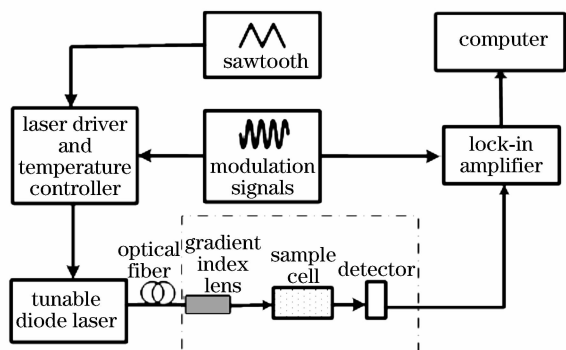 sawtooth
computer
laser driver
and
temperature
controller
modulation
signals
lock-in
amplifier
optical
fiber
gradient
index
lens
sample
cell
detector
tunable
diode laser